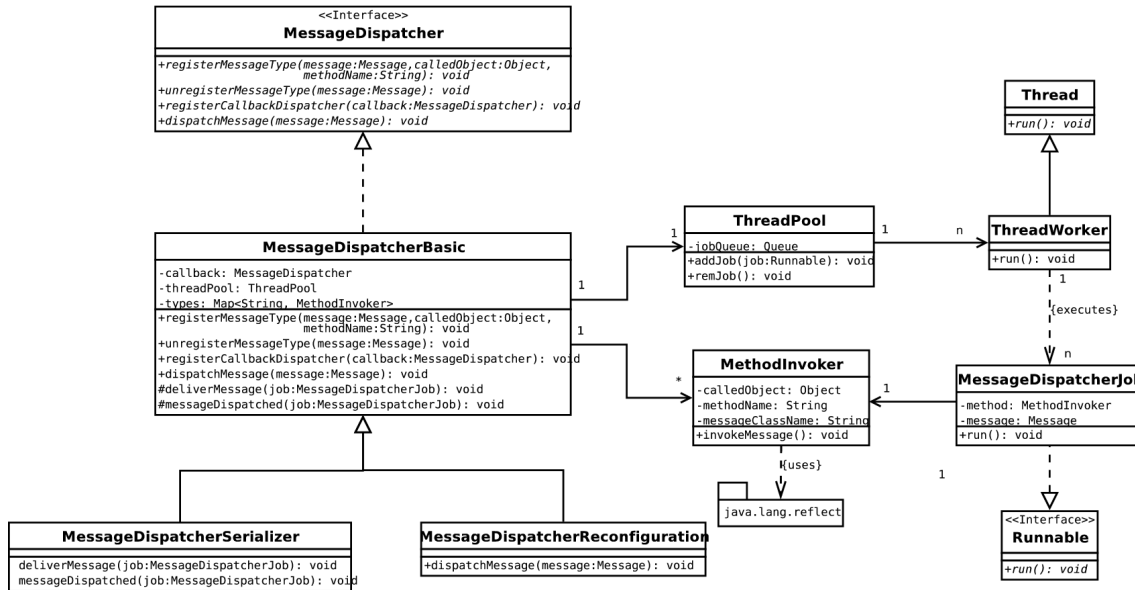 <<Interface>>
MessageDispatcher
+registerMessageType(message:Message,calledObject:Object,
methodName:String): void
+unregisterMessageType(message:Message): void
+registerCallbackDispatcher(callback:MessageDispatcher): void
+dispatchMessage(message:Message): void
Thread
+run(): void
MessageDispatcherBasic
-callback: MessageDispatcher
-threadPool: ThreadPool
-types: Map<String, MethodInvoker>
+registerMessageType(message:Message,calledObject:Object,
methodName:String): void
+unregisterMessageType(message:Message): void
+registerCallbackDispatcher(callback:MessageDispatcher): void
+dispatchMessage(message:Message): void
#deliverMessage(job:MessageDispatcherJob): void
#messageDispatched(job:MessageDispatcherJob): void
1
1
ThreadPool
-jobQueue: Queue
+addJob(job:Runnable): void
+remJob(): void
1
n
ThreadWorker
+run(): void
1
{executes}
n
1
*
MethodInvoker
-calledObject: Object
-methodName: String
-messageClassName: String
+invokeMessage(): void
1
MessageDispatcherJob
-method: MethodInvoker
-message: Message
+run(): void
{uses}
java.lang.reflect
1
<<Interface>>
Runnable
+run(): void
MessageDispatcherSerializer
deliverMessage(job:MessageDispatcherJob): void
messageDispatched(job:MessageDispatcherJob): void
MessageDispatcherReconfiguration
+dispatchMessage(message:Message): void